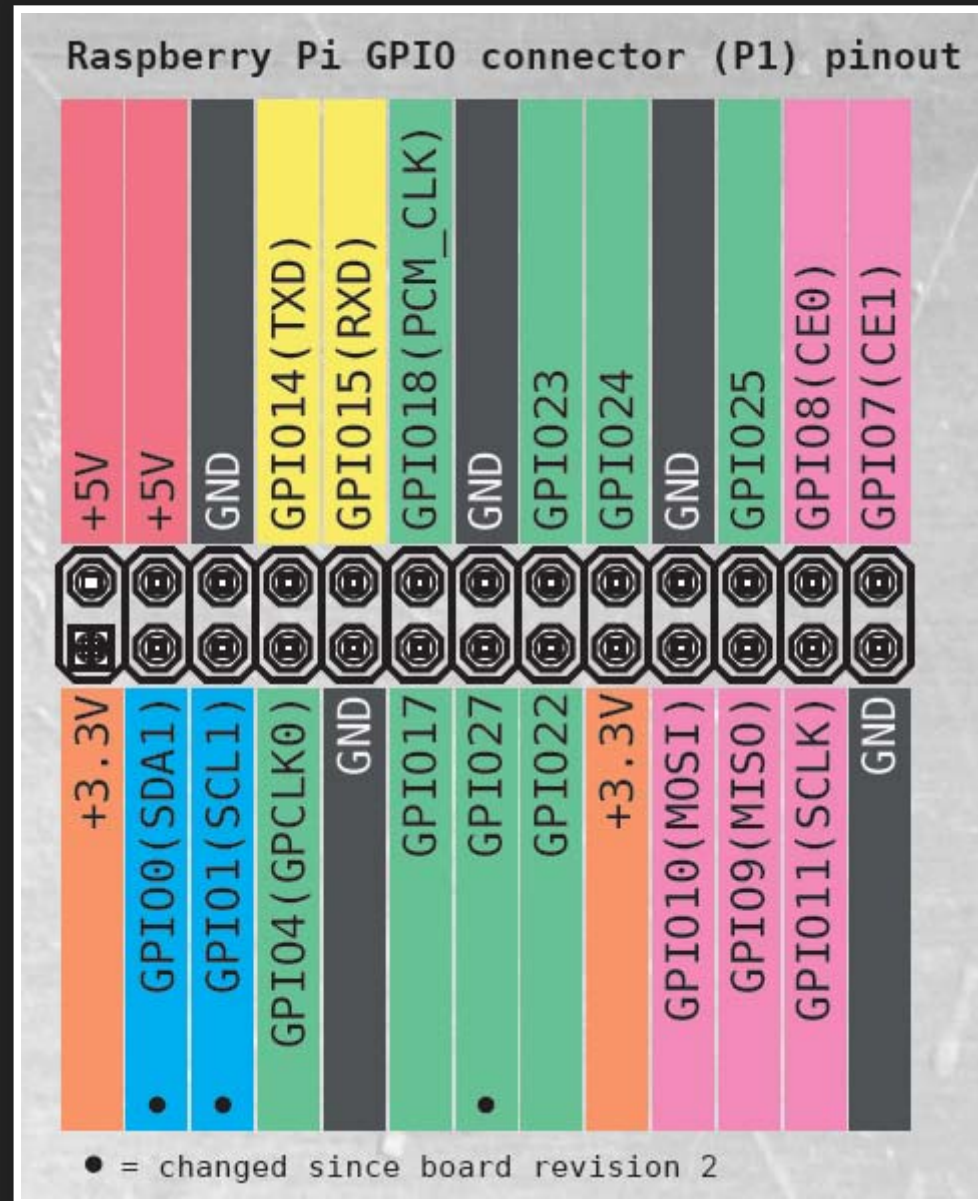 Raspberry Pi GPIO connector (P1) pinout
+5V
+5V
GND
GPIO14(TXD)
GPIO15(RXD)
GPIO18(PCM_CLK)
GND
GPIO23
GPIO24
GND
GPIO25
GPIO8(CE0)
GPIO7(CE1)
+3.3V
GPIO0(SDA1)
GPIO1(SCL1)
GPIO4(GPCLK0)
GND
GPIO17
GPIO27
GPIO22
+3.3V
GPIO10(MOSI)
GPIO9(MISO)
GPIO11(SCLK)
GND
● = changed since board revision 2